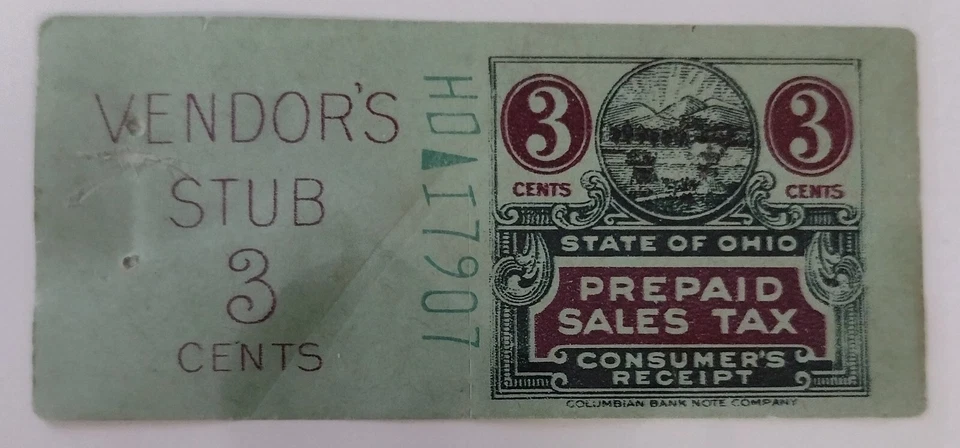 VENDOR'S
STUB
3
CENTS
HD▼179707
3
CENTS
3
CENTS
STATE OF OHIO
PREPAID
SALES TAX
CONSUMER'S
RECEIPT
COLUMBIAN BANK NOTE COMPANY